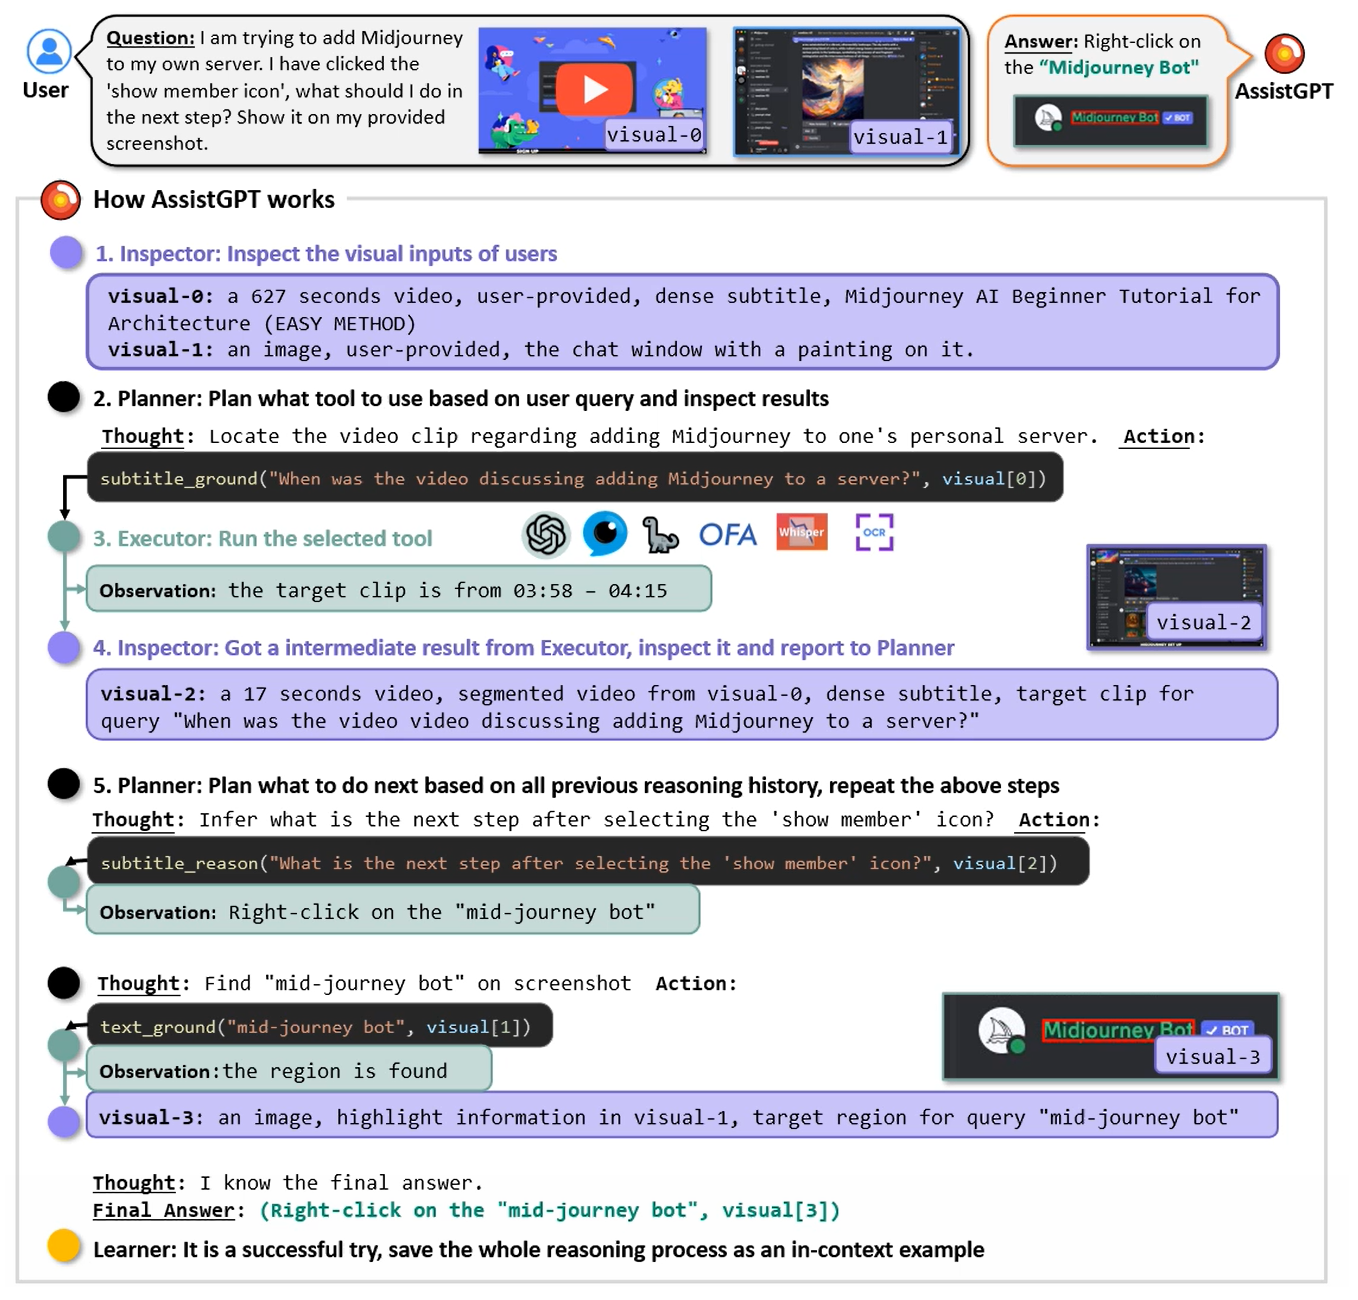 Question: I am trying to add Midjourney
to my own server. I have clicked the
'show member icon', what should I do in
the next step? Show it on my provided
screenshot.
User
visual-0
SIGN UP
visual-1
Answer: Right-click on
the “Midjourney Bot"
Midjourney Bot ✓ BOT
AssistGPT
How AssistGPT works
1. Inspector: Inspect the visual inputs of users
visual-0: a 627 seconds video, user-provided, dense subtitle, Midjourney AI Beginner Tutorial for
Architecture (EASY METHOD)
visual-1: an image, user-provided, the chat window with a painting on it.
2. Planner: Plan what tool to use based on user query and inspect results
Thought: Locate the video clip regarding adding Midjourney to one's personal server. Action:
subtitle_ground("When was the video discussing adding Midjourney to a server?", visual[0])
3. Executor: Run the selected tool
OFA
Whisper
OCR
Observation: the target clip is from 03:58 – 04:15
visual-2
MIDJOURNEY SET UP
4. Inspector: Got a intermediate result from Executor, inspect it and report to Planner
visual-2: a 17 seconds video, segmented video from visual-0, dense subtitle, target clip for
query "When was the video video discussing adding Midjourney to a server?"
5. Planner: Plan what to do next based on all previous reasoning history, repeat the above steps
Thought: Infer what is the next step after selecting the 'show member' icon? Action:
subtitle_reason("What is the next step after selecting the 'show member' icon?", visual[2])
Observation: Right-click on the "mid-journey bot"
Thought: Find "mid-journey bot" on screenshot Action:
text_ground("mid-journey bot", visual[1])
Observation:the region is found
Midjourney Bot ✓ BOT
visual-3
visual-3: an image, highlight information in visual-1, target region for query "mid-journey bot"
Thought: I know the final answer.
Final Answer: (Right-click on the "mid-journey bot", visual[3])
Learner: It is a successful try, save the whole reasoning process as an in-context example